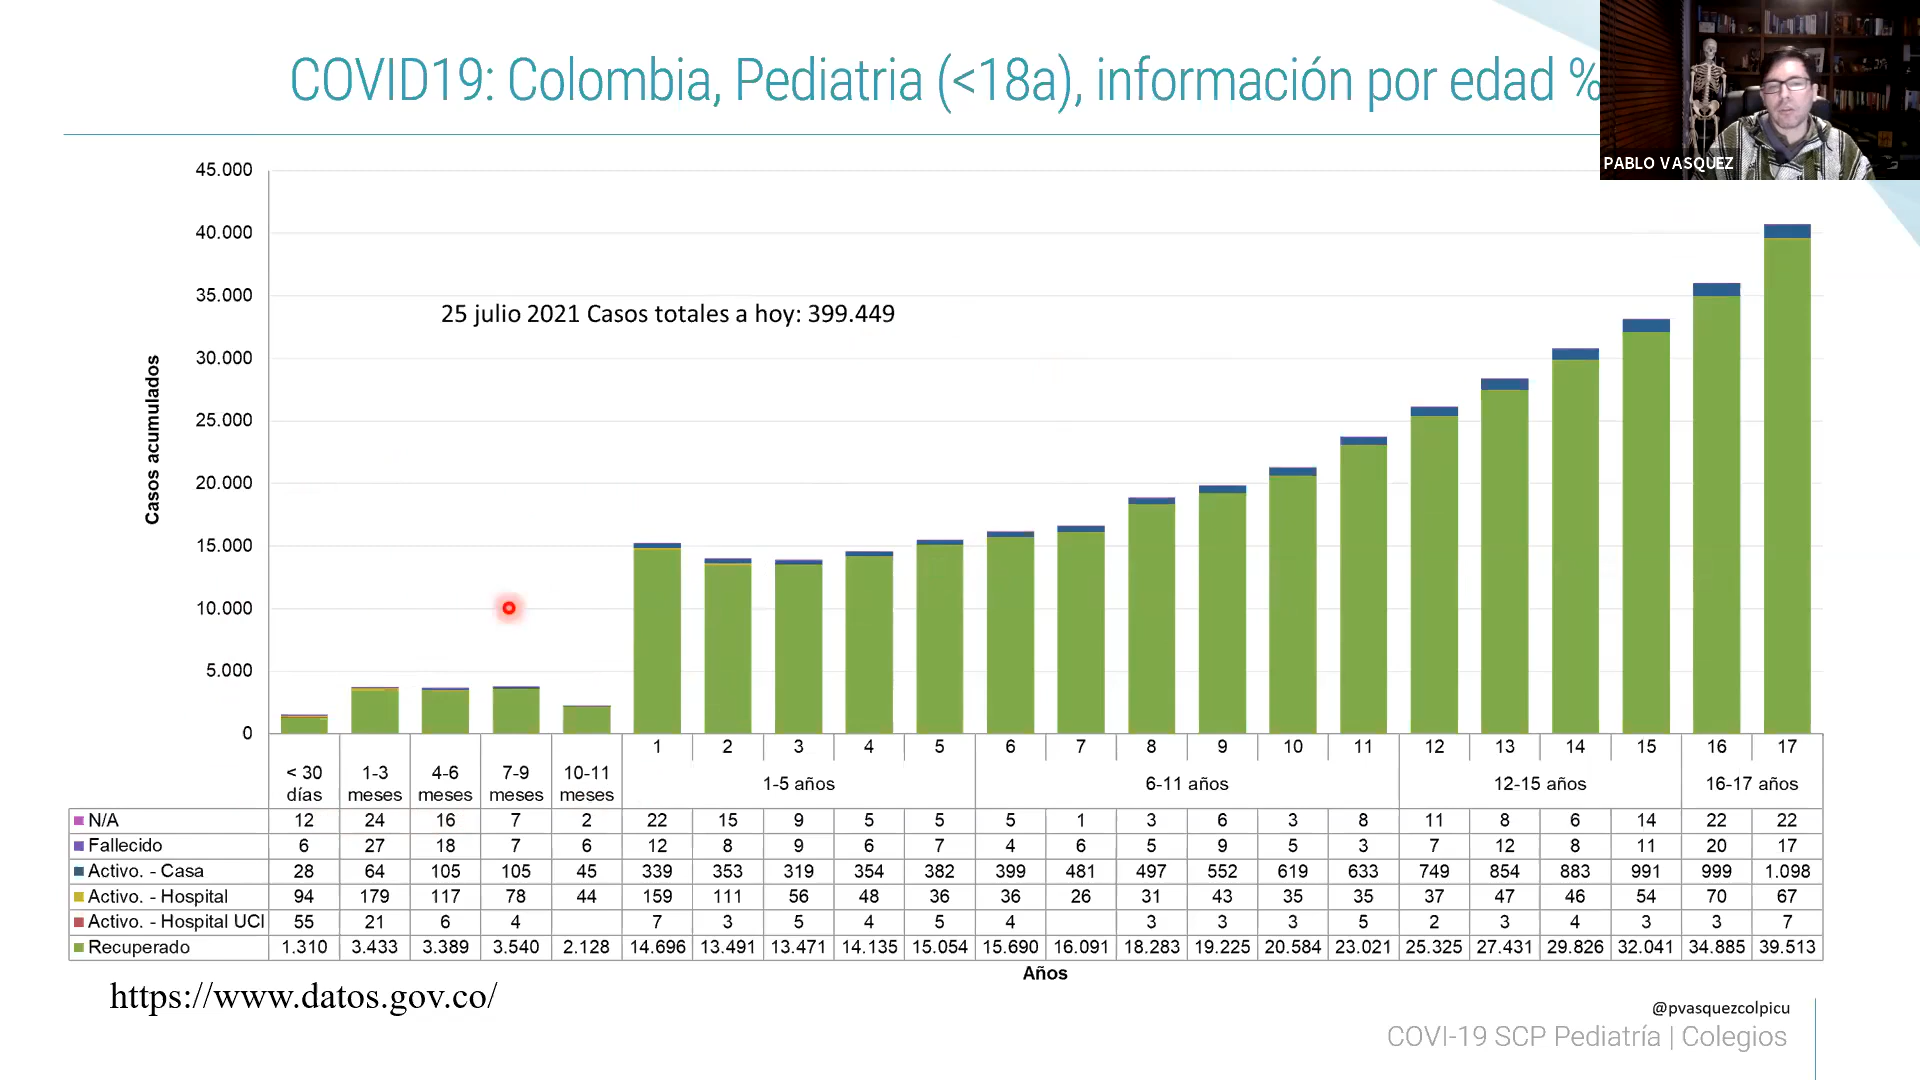 COVID19: Colombia, Pediatria (<18a), información por edad %
PABLO VASQUEZ
45.000
40.000
35.000
30.000
25.000
20.000
15.000
10.000
5.000
0
Casos acumulados
25 julio 2021 Casos totales a hoy: 399.449
1 2 3 4 5 6 7 8 9 10 11 12 13 14 15 16 17
< 30 días 1-3 meses 4-6 meses 7-9 meses 10-11 meses 1-5 años 6-11 años 12-15 años 16-17 años
N/A 12 24 16 7 2 22 15 9 5 5 5 1 3 6 3 8 11 8 6 14 22 22
Fallecido 6 27 18 7 6 12 8 9 6 7 4 6 5 9 5 3 7 12 8 11 20 17
Activo. - Casa 28 64 105 105 45 339 353 319 354 382 399 481 497 552 619 633 749 854 883 991 999 1.098
Activo. - Hospital 94 179 117 78 44 159 111 56 48 36 36 26 31 43 35 35 37 47 46 54 70 67
Activo. - Hospital UCI 55 21 6 4 7 3 5 4 5 4 3 3 3 5 2 3 4 3 3 7
Recuperado 1.310 3.433 3.389 3.540 2.128 14.696 13.491 13.471 14.135 15.054 15.690 16.091 18.283 19.225 20.584 23.021 25.325 27.431 29.826 32.041 34.885 39.513
Años
https://www.datos.gov.co/
@pvasquezcolpicu
COVI-19 SCP Pediatría | Colegios